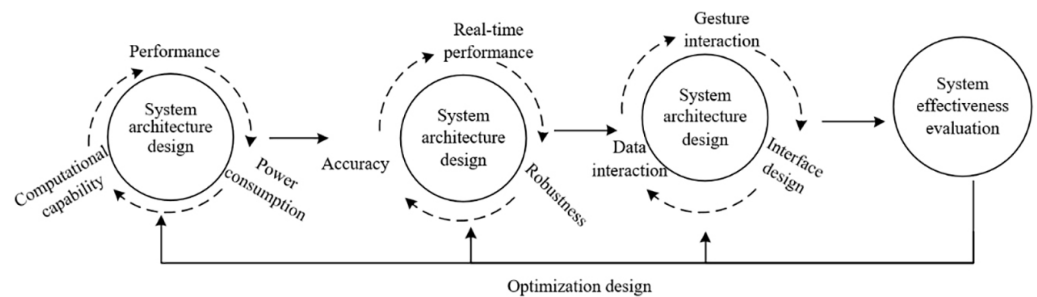 Performance
System
architecture
design
Computational
capability
Power
consumption
Real-time
performance
System
architecture
design
Accuracy
Robustness
Gesture
interaction
System
architecture
design
Data
interaction
Interface
design
System
effectiveness
evaluation
Optimization design